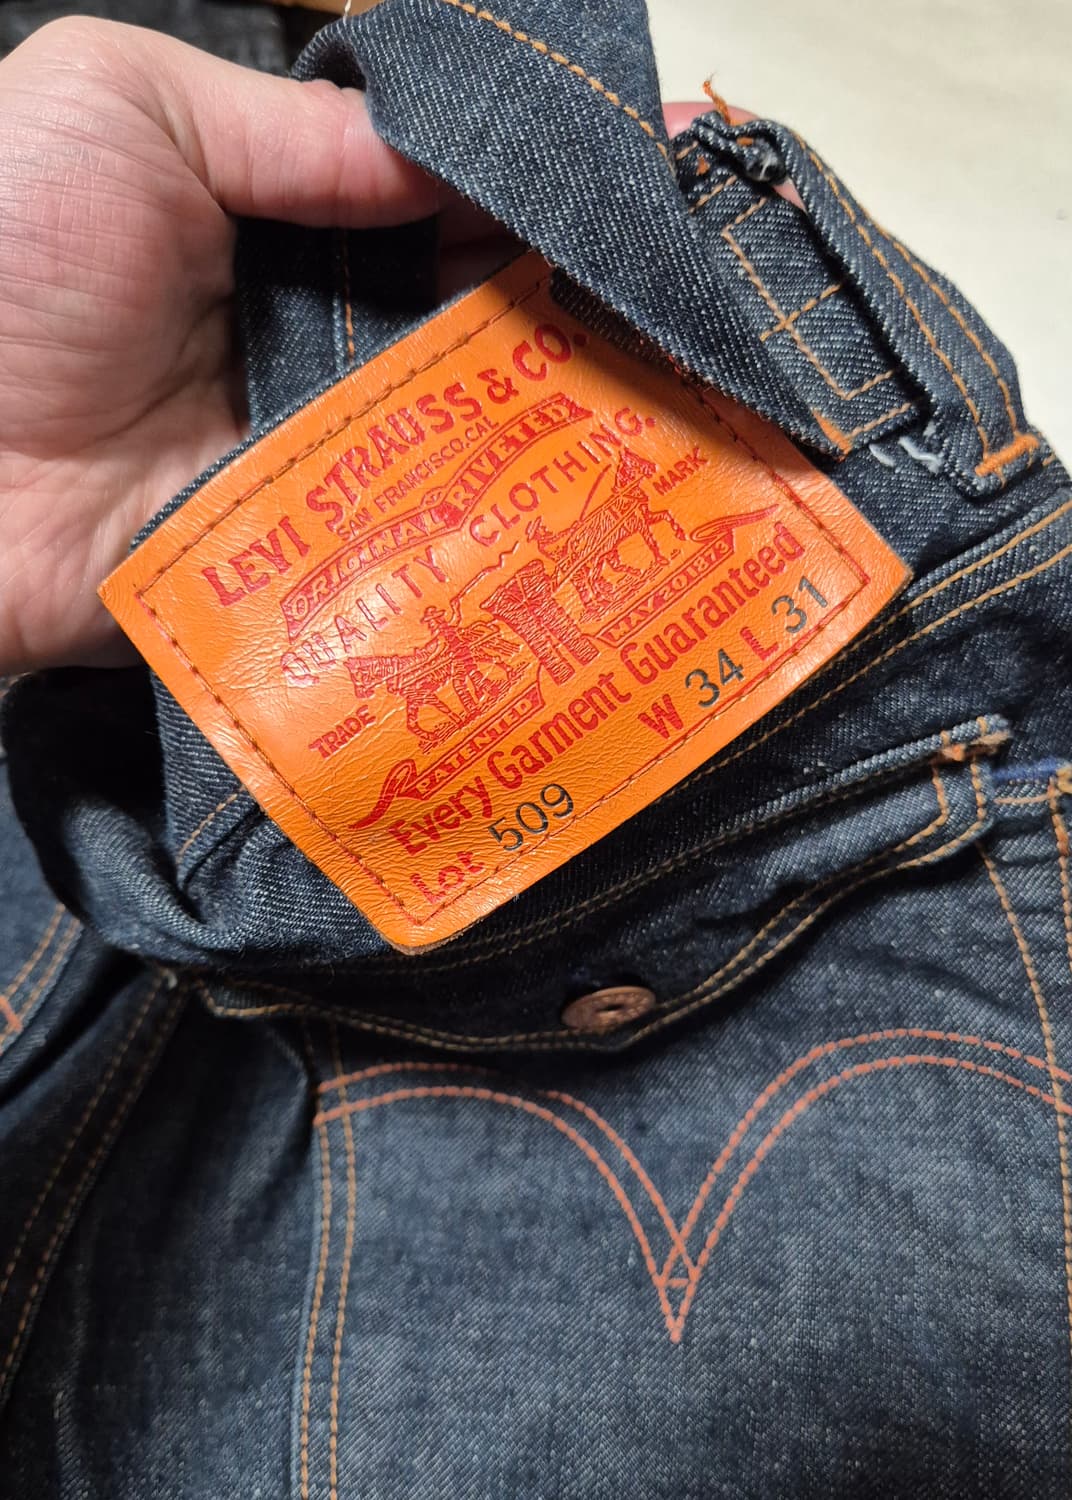 LEVI STRAUSS & CO.
SAN FRANCISCO,CAL
ORIGINAL RIVETED
QUALITY CLOTHING.
TRADE MARK
PATENTED MAY 20 1873
Every Garment Guaranteed
Lot 509 W 34 L 31